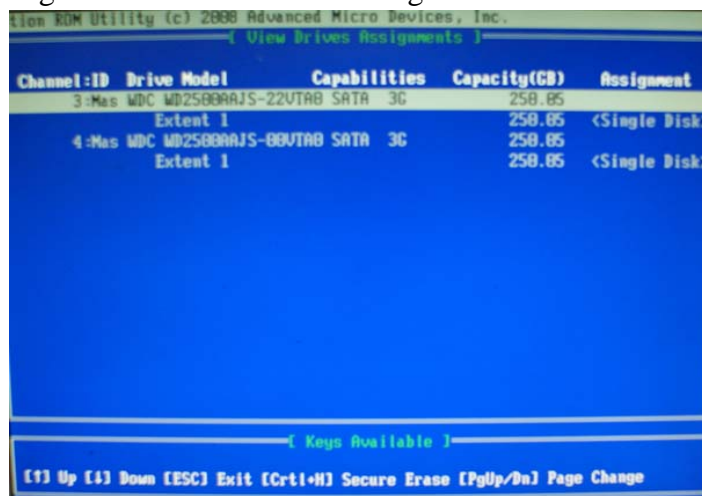 tion ROM Utility (c) 2008 Advanced Micro Devices, Inc.
[ View Drives Assignments ]
Channel:ID Drive Model Capabilities Capacity(GB) Assignment
3:Mas WDC WD2500AAJS-22VTA0 SATA 3G 250.05
Extent 1 250.05 <Single Disk>
4:Mas WDC WD2500AAJS-00VTA0 SATA 3G 250.05
Extent 1 250.05 <Single Disk>
[ Keys Available ]
[↑] Up [↓] Down [ESC] Exit [Crtl+H] Secure Erase [PgUp/Dn] Page Change